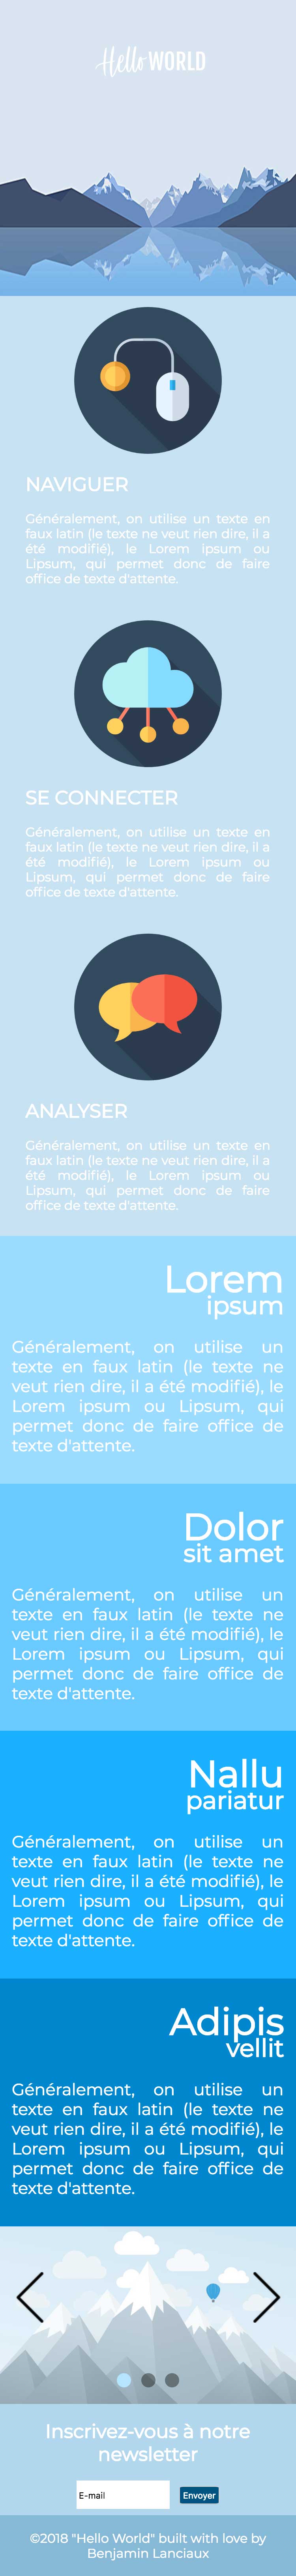 Hello WORLD
NAVIGUER
Généralement, on utilise un texte en
faux latin (le texte ne veut rien dire, il a
été modifié), le Lorem ipsum ou
Lipsum, qui permet donc de faire
office de texte d'attente.
SE CONNECTER
Généralement, on utilise un texte en
faux latin (le texte ne veut rien dire, il a
été modifié), le Lorem ipsum ou
Lipsum, qui permet donc de faire
office de texte d'attente.
ANALYSER
Généralement, on utilise un texte en
faux latin (le texte ne veut rien dire, il a
été modifié), le Lorem ipsum ou
Lipsum, qui permet donc de faire
office de texte d'attente.
Lorem
ipsum
Généralement, on utilise un
texte en faux latin (le texte ne
veut rien dire, il a été modifié), le
Lorem ipsum ou Lipsum, qui
permet donc de faire office de
texte d'attente.
Dolor
sit amet
Généralement, on utilise un
texte en faux latin (le texte ne
veut rien dire, il a été modifié), le
Lorem ipsum ou Lipsum, qui
permet donc de faire office de
texte d'attente.
Nallu
pariatur
Généralement, on utilise un
texte en faux latin (le texte ne
veut rien dire, il a été modifié), le
Lorem ipsum ou Lipsum, qui
permet donc de faire office de
texte d'attente.
Adipis
vellit
Généralement, on utilise un
texte en faux latin (le texte ne
veut rien dire, il a été modifié), le
Lorem ipsum ou Lipsum, qui
permet donc de faire office de
texte d'attente.
Inscrivez-vous à notre
newsletter
E-mail Envoyer
©2018 "Hello World" built with love by
Benjamin Lanciaux